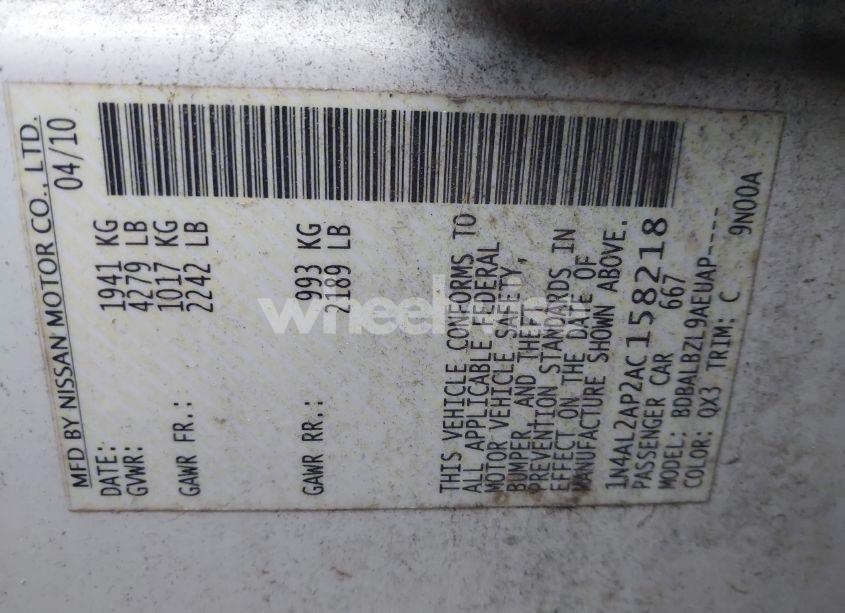 MFD BY NISSAN MOTOR CO., LTD.
DATE: 04/10
GVWR: 1941 KG
4279 LB
GAWR FR.: 1017 KG
2242 LB
GAWR RR.: 993 KG
2189 LB
THIS VEHICLE CONFORMS TO
ALL APPLICABLE FEDERAL
MOTOR VEHICLE SAFETY,
BUMPER, AND THEFT
PREVENTION STANDARDS IN
EFFECT ON THE DATE OF
MANUFACTURE SHOWN ABOVE.
1N4AL2AP2AC158218
PASSENGER CAR 667
MODEL: BDBALBZL9AEUAP-----
COLOR: QX3 TRIM: C 9N00A